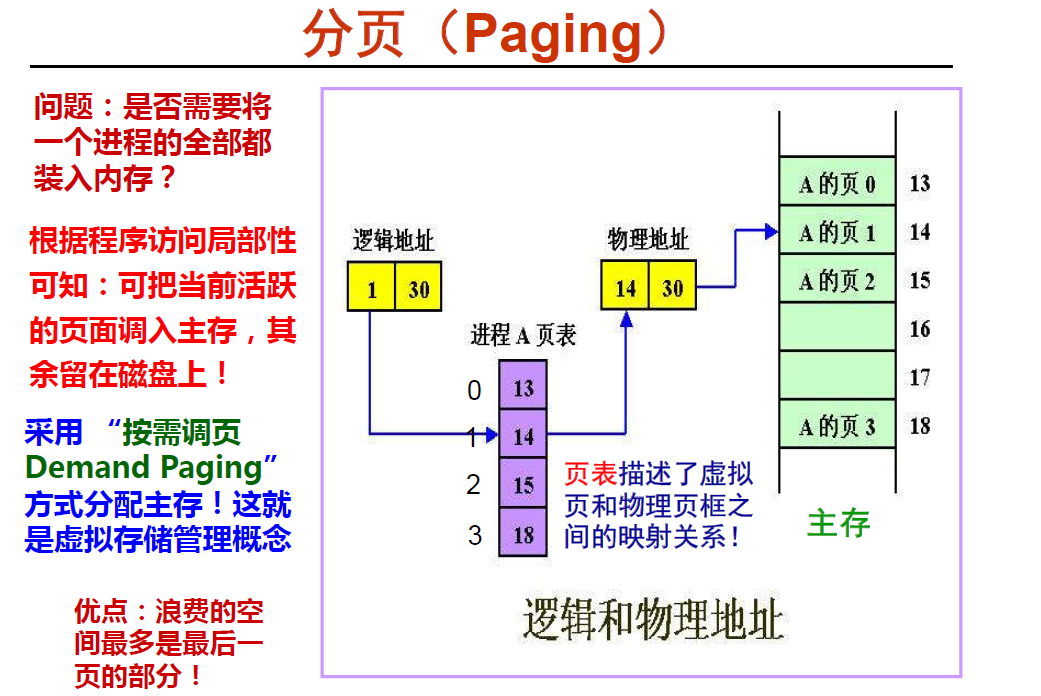 分页（Paging）
问题：是否需要将
一个进程的全部都
装入内存？
根据程序访问局部性
可知：可把当前活跃
的页面调入主存，其
余留在磁盘上！
采用 “按需调页
Demand Paging”
方式分配主存！这就
是虚拟存储管理概念
优点：浪费的空
间最多是最后一
页的部分！
逻辑地址
1 30
物理地址
14 30
进程 A 页表
0 13
1 14
2 15
3 18
页表描述了虚拟
页和物理页框之
间的映射关系！
A 的页 0 13
A 的页 1 14
A 的页 2 15
16
17
A 的页 3 18
主存
逻辑和物理地址